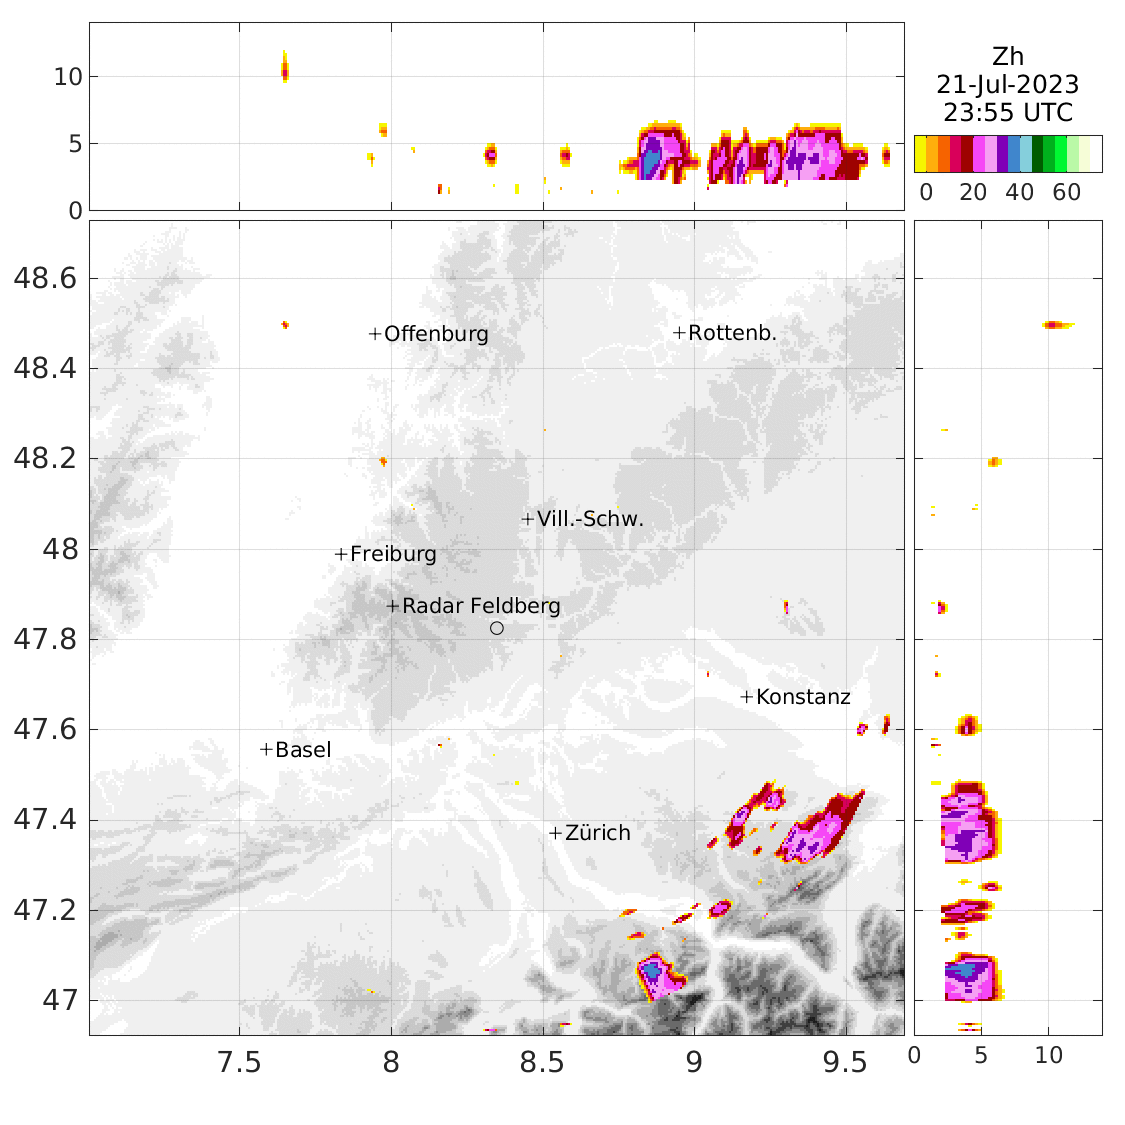 Zh
21-Jul-2023
23:55 UTC
10
5
0
0 20 40 60
48.6
+Offenburg +Rottenb.
48.4
48.2
+Vill.-Schw.
48
+Freiburg
+Radar Feldberg
47.8
+Konstanz
47.6
+Basel
47.4
+Zürich
47.2
47
7.5 8 8.5 9 9.5
0 5 10